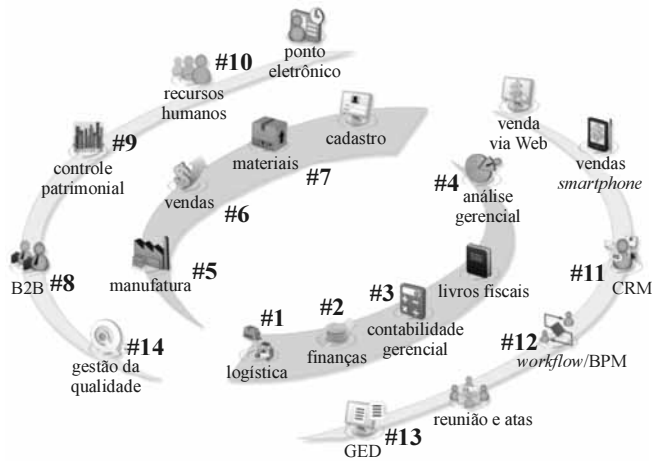 ponto
eletrônico
#10
recursos
humanos
#9
controle
patrimonial
#8
B2B
#14
gestão da
qualidade
cadastro
materiais
#7
vendas
#6
manufatura
#5
#4
análise
gerencial
livros fiscais
#3
contabilidade
gerencial
#2
finanças
#1
logística
venda
via Web
vendas
smartphone
#11
CRM
#12
workflow/BPM
reunião e atas
#13
GED